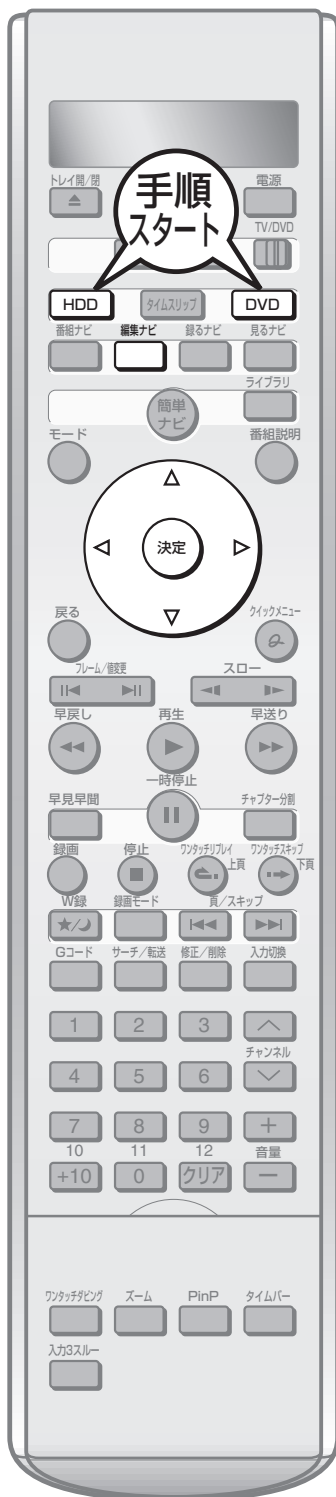 トレイ開/閉
電源
手順
スタート
TV/DVD
HDD
タイムスリップ
DVD
番組ナビ
編集ナビ
録るナビ
見るナビ
ライブラリ
簡単
ナビ
モード
番組説明
決定
戻る
クイックメニュー
フレーム/値変更
スロー
早戻し
再生
早送り
一時停止
早見早聞
チャプター分割
録画
停止
ワンタッチリプレイ
上頁
ワンタッチスキップ
下頁
W録
録画モード
頁/スキップ
Gコード
サーチ/転送
修正/削除
入力切換
1
2
3
チャンネル
4
5
6
7
8
9
+
10
11
12
音量
+10
0
クリア
−
ワンタッチダビング
ズーム
PinP
タイムバー
入力3スルー